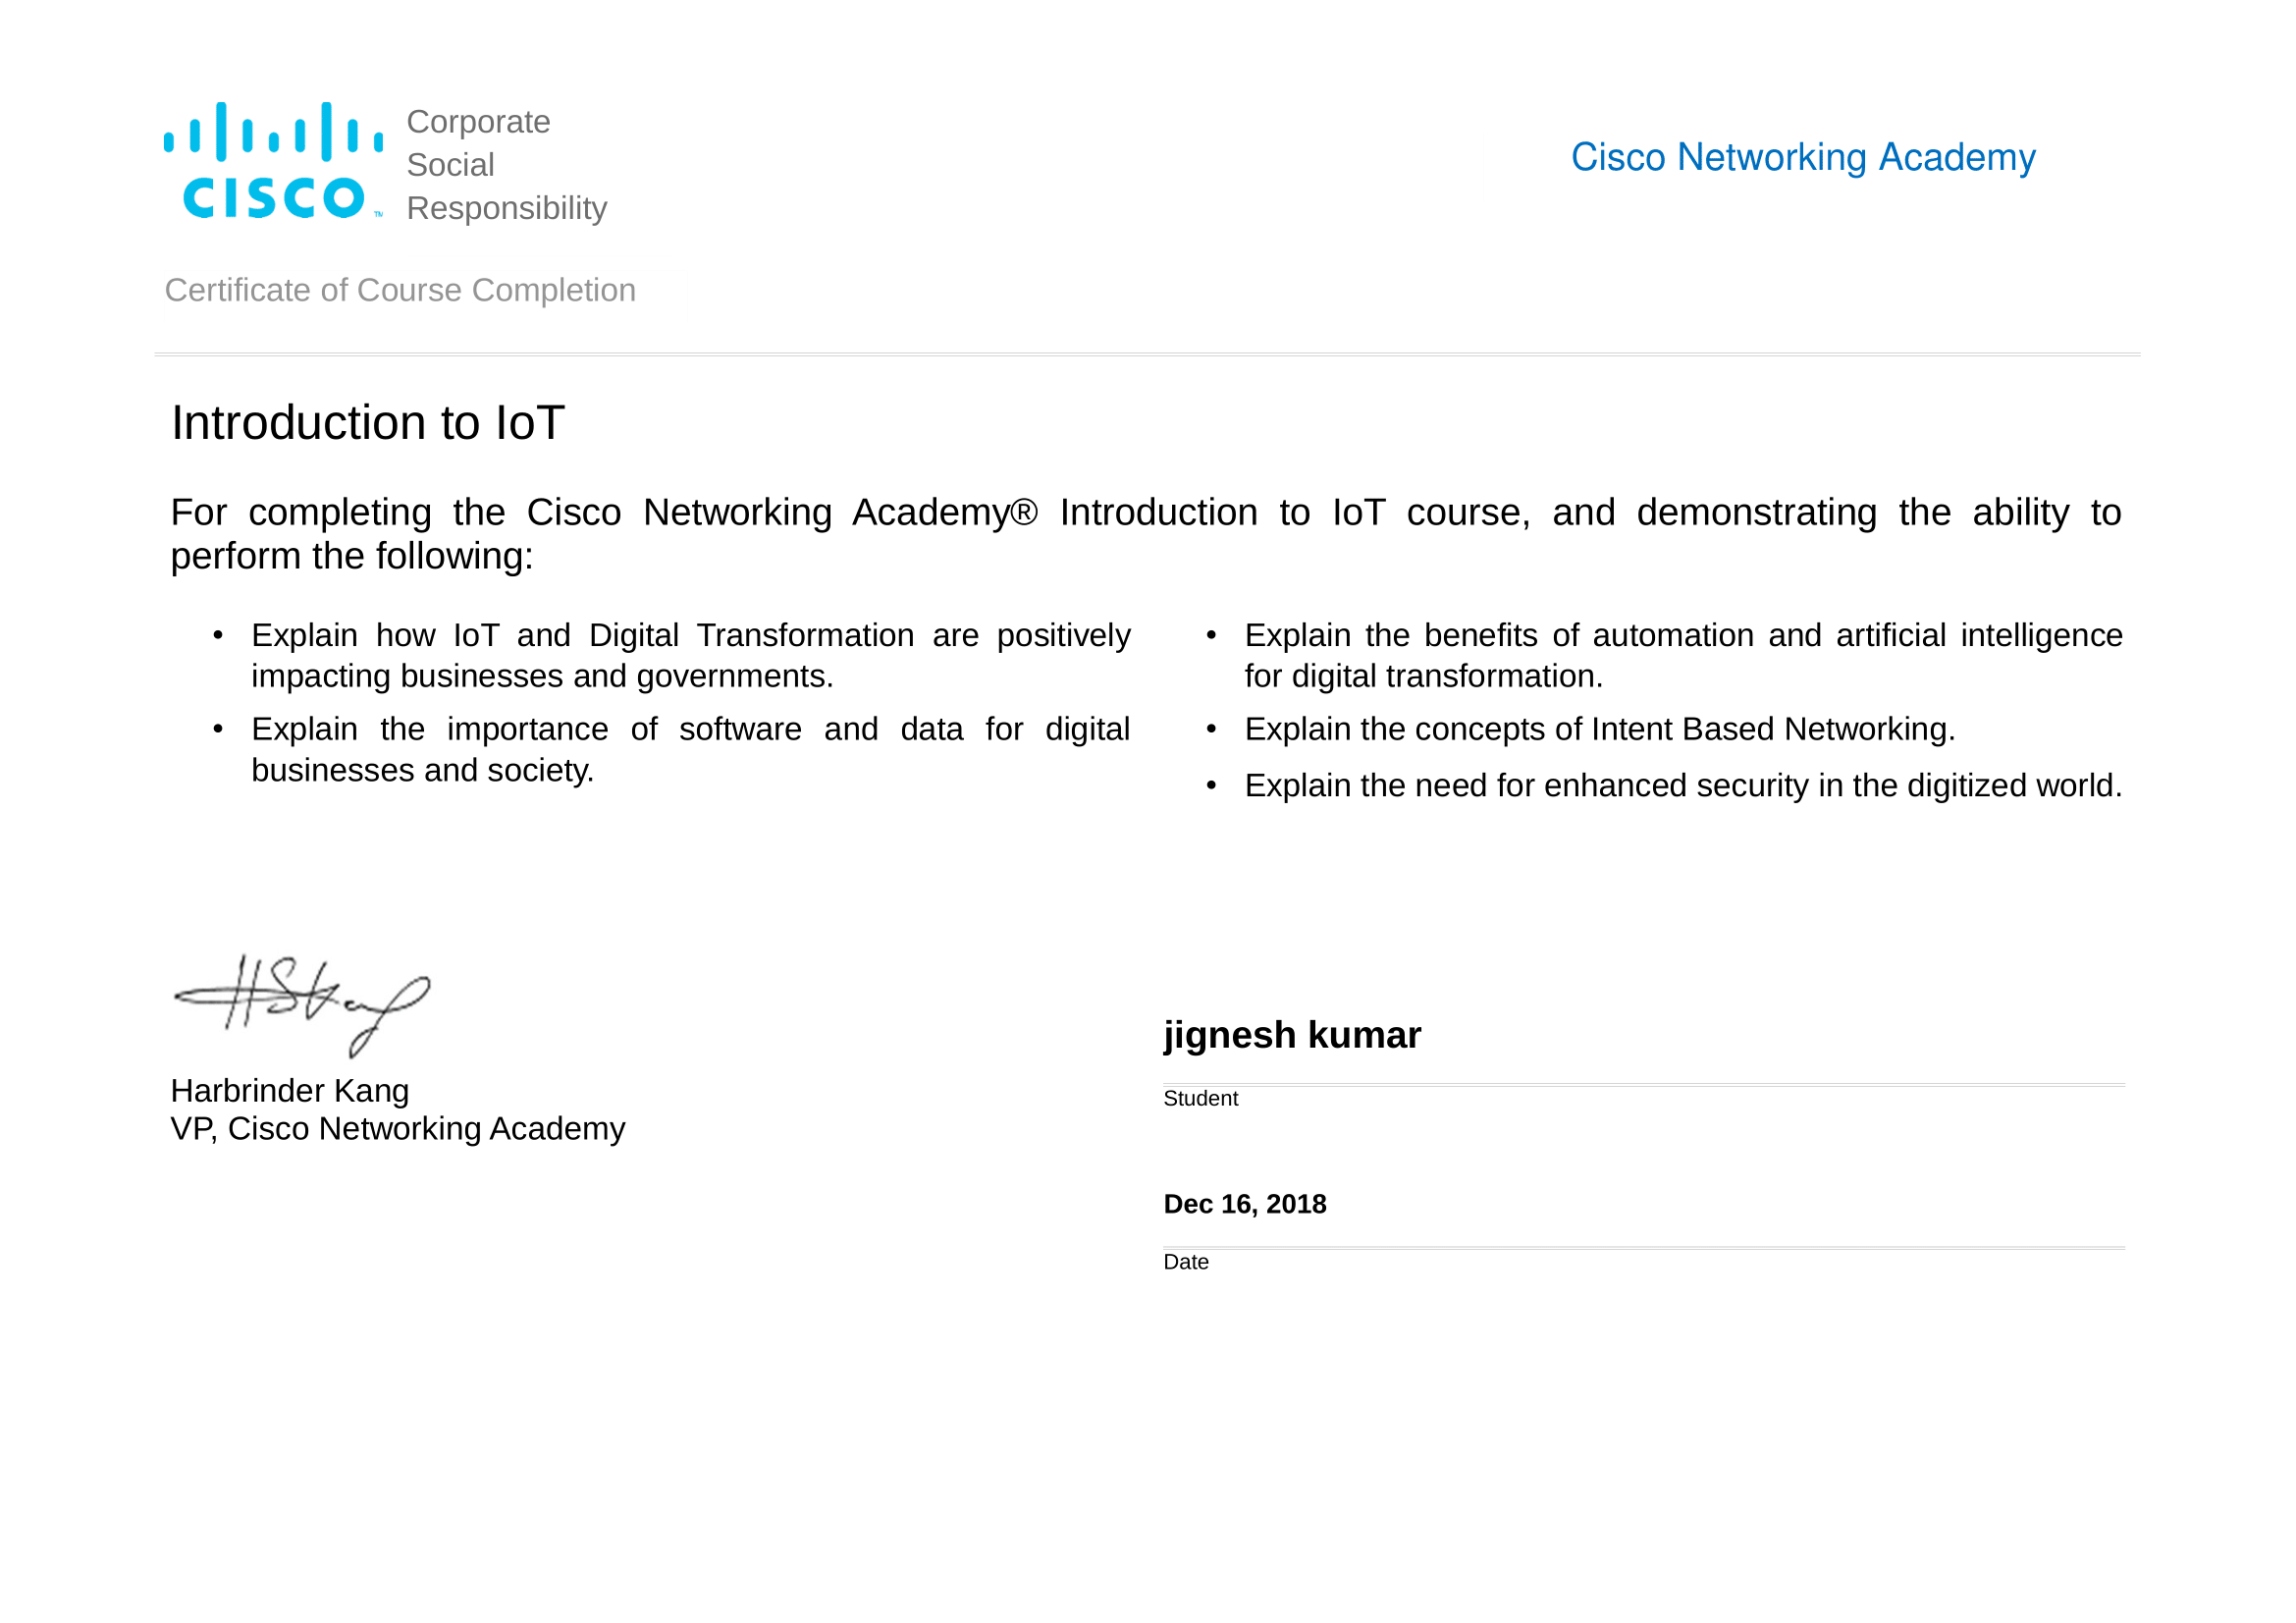 CISCO™
Corporate
Social
Responsibility
Cisco Networking Academy
Certificate of Course Completion
Introduction to IoT
For completing the Cisco Networking Academy® Introduction to IoT course, and demonstrating the ability to
perform the following:
• Explain how IoT and Digital Transformation are positively
impacting businesses and governments.
• Explain the importance of software and data for digital
businesses and society.
• Explain the benefits of automation and artificial intelligence
for digital transformation.
• Explain the concepts of Intent Based Networking.
• Explain the need for enhanced security in the digitized world.
Harbrinder Kang
VP, Cisco Networking Academy
jignesh kumar
Student
Dec 16, 2018
Date